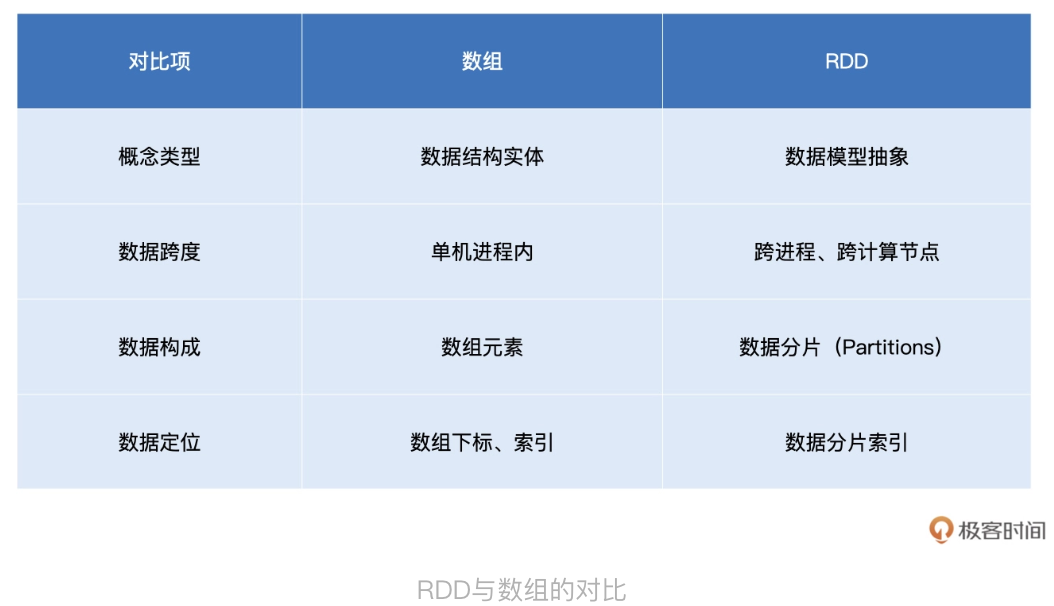 对比项 数组 RDD
概念类型 数据结构实体 数据模型抽象
数据跨度 单机进程内 跨进程、跨计算节点
数据构成 数组元素 数据分片（Partitions）
数据定位 数组下标、索引 数据分片索引
极客时间
RDD与数组的对比